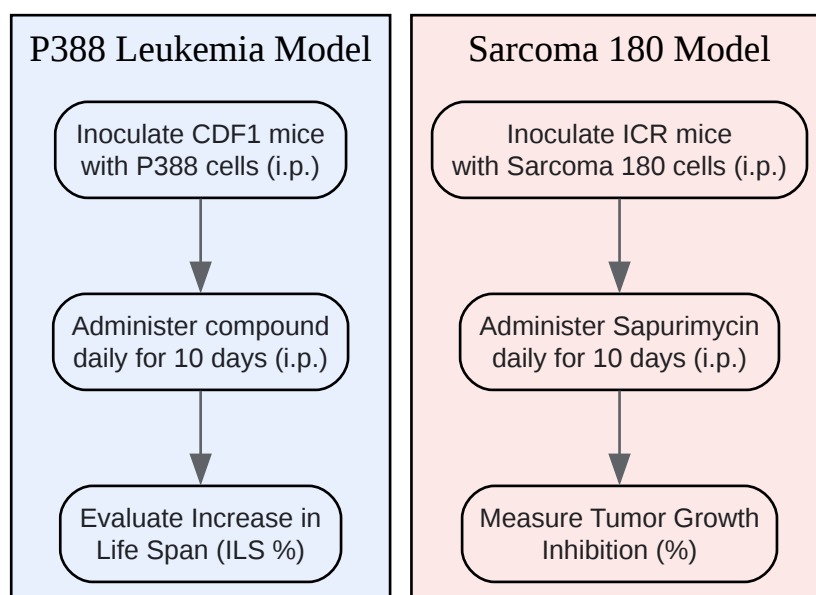 P388 Leukemia Model
Inoculate CDF1 mice
with P388 cells (i.p.)
Administer compound
daily for 10 days (i.p.)
Evaluate Increase in
Life Span (ILS %)
Sarcoma 180 Model
Inoculate ICR mice
with Sarcoma 180 cells (i.p.)
Administer Sapurimycin
daily for 10 days (i.p.)
Measure Tumor Growth
Inhibition (%)